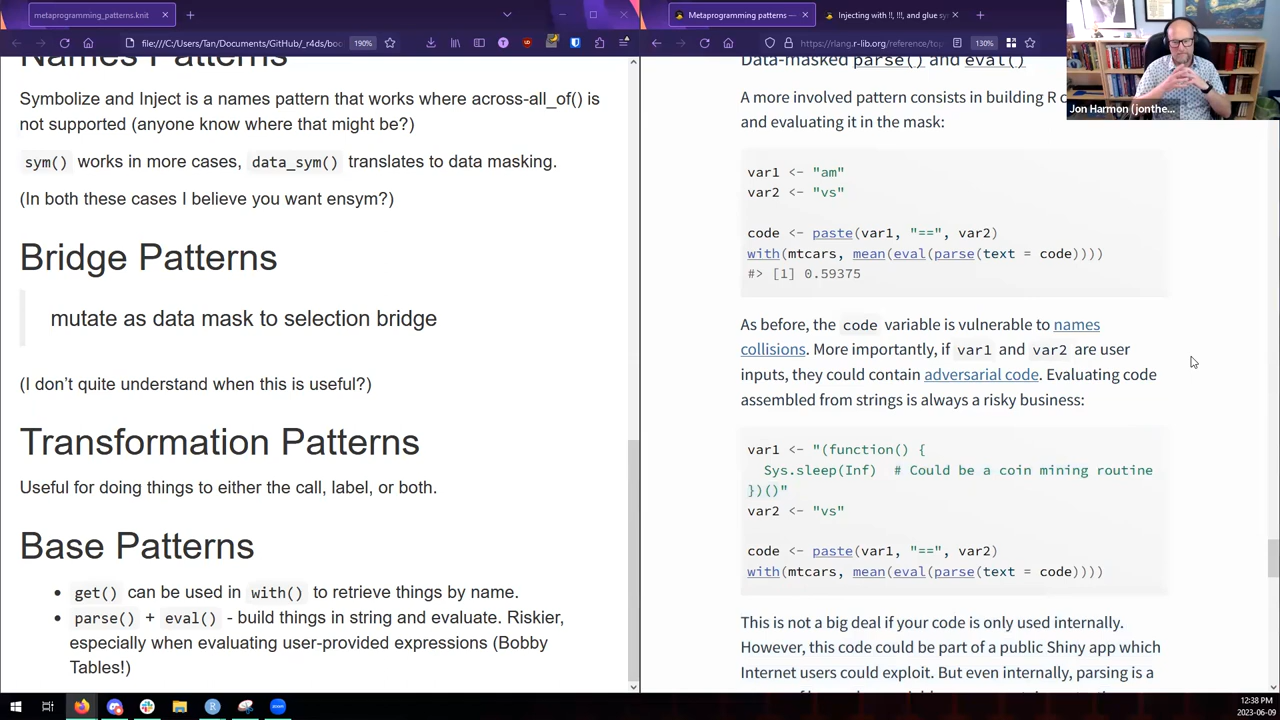 metaprogramming_patterns.knit
Metaprogramming patterns —
Injecting with !!, !!!, and glue sy
file:///C:/Users/Tan/Documents/GitHub/_r4ds/bo
190%
https://rlang.r-lib.org/reference/top
130%
Names Patterns
Symbolize and Inject is a names pattern that works where across-all_of() is
not supported (anyone know where that might be?)
sym() works in more cases, data_sym() translates to data masking.
(In both these cases I believe you want ensym?)
Bridge Patterns
mutate as data mask to selection bridge
(I don’t quite understand when this is useful?)
Transformation Patterns
Useful for doing things to either the call, label, or both.
Base Patterns
• get() can be used in with() to retrieve things by name.
• parse() + eval() - build things in string and evaluate. Riskier,
especially when evaluating user-provided expressions (Bobby
Tables!)
Data-masked parse() and eval()
A more involved pattern consists in building R c
and evaluating it in the mask:
var1 <- "am"
var2 <- "vs"
code <- paste(var1, "==", var2)
with(mtcars, mean(eval(parse(text = code))))
#> [1] 0.59375
As before, the code variable is vulnerable to names
collisions. More importantly, if var1 and var2 are user
inputs, they could contain adversarial code. Evaluating code
assembled from strings is always a risky business:
var1 <- "(function() {
Sys.sleep(Inf) # Could be a coin mining routine
})()"
var2 <- "vs"
code <- paste(var1, "==", var2)
with(mtcars, mean(eval(parse(text = code))))
This is not a big deal if your code is only used internally.
However, this code could be part of a public Shiny app which
Internet users could exploit. But even internally, parsing is a
Jon Harmon (jonthe...
12:38 PM
2023-06-09